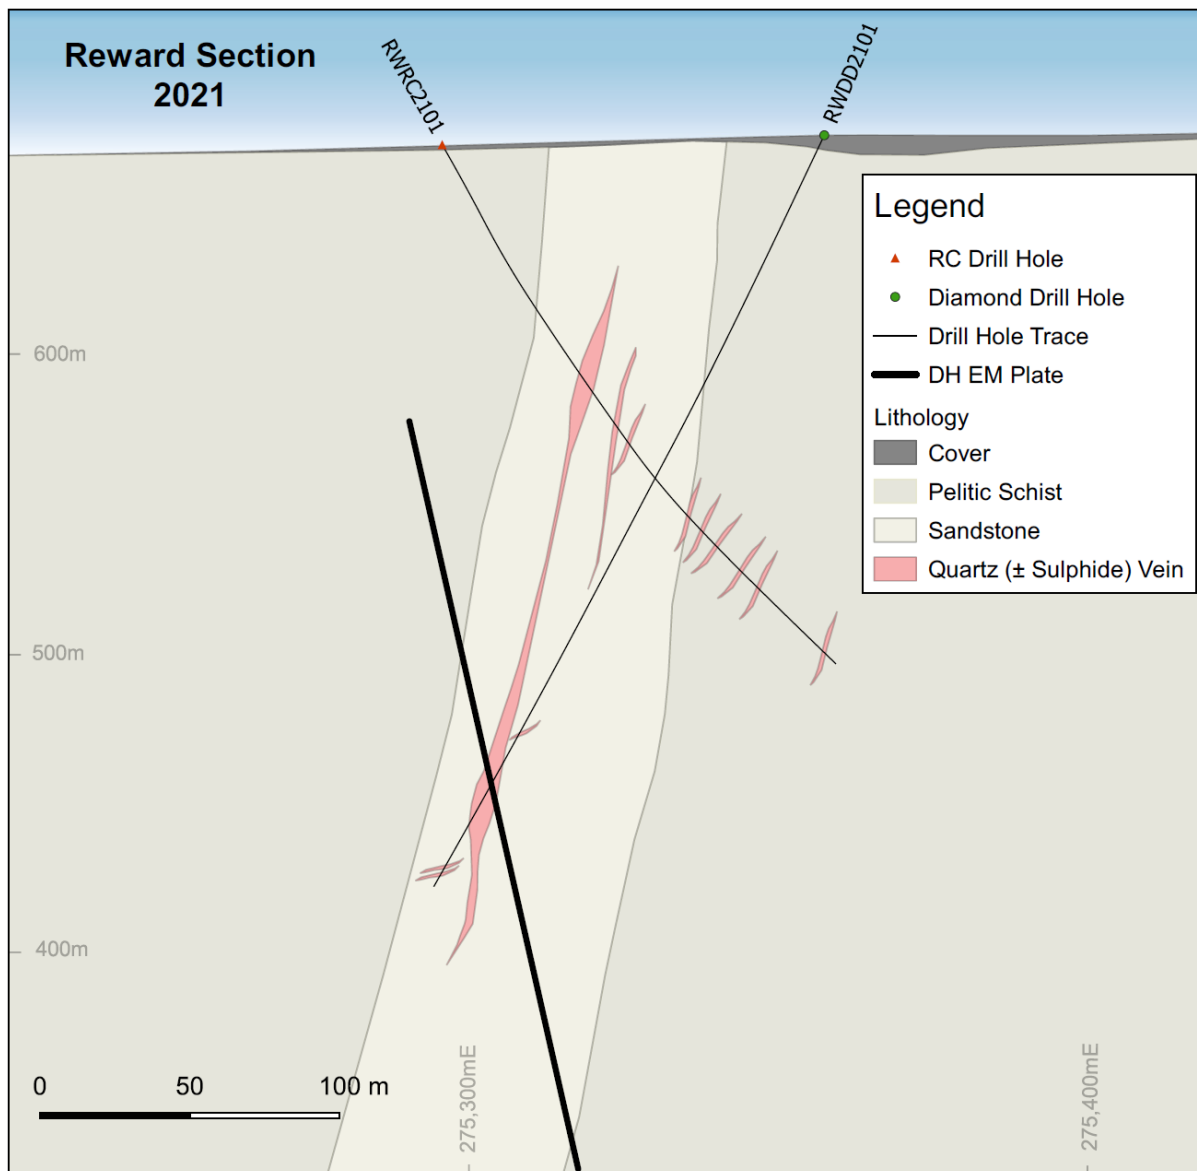 Reward Section
2021
RWRC2101
RWDD2101
Legend
RC Drill Hole
Diamond Drill Hole
Drill Hole Trace
DH EM Plate
Lithology
Cover
Pelitic Schist
Sandstone
Quartz (± Sulphide) Vein
600m
500m
400m
0 50 100 m
275,300mE
275,400mE